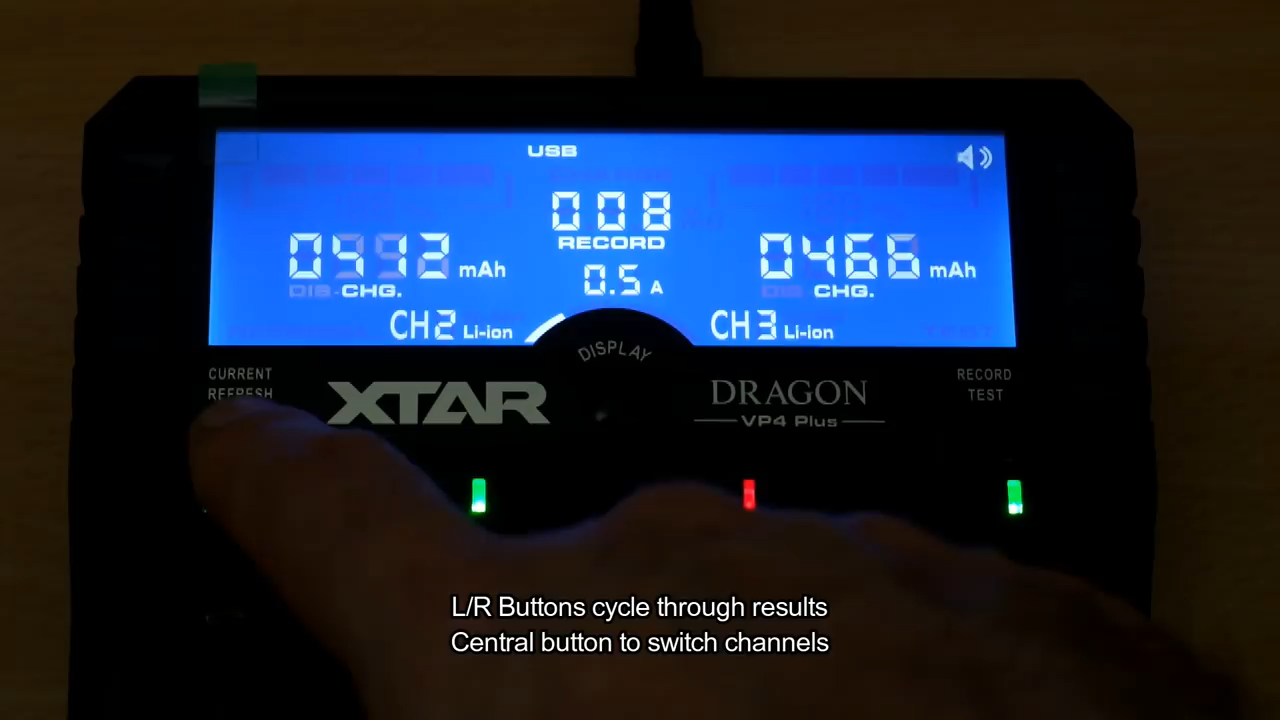 USB
008
RECORD
0412 mAh
0.5 A
0466 mAh
DIS-CHG.
DIS-CHG.
CH2 Li-ion
CH3 Li-ion
DISPLAY
CURRENT
REFRESH
XTAR
DRAGON
VP4 Plus
RECORD
TEST
L/R Buttons cycle through results
Central button to switch channels